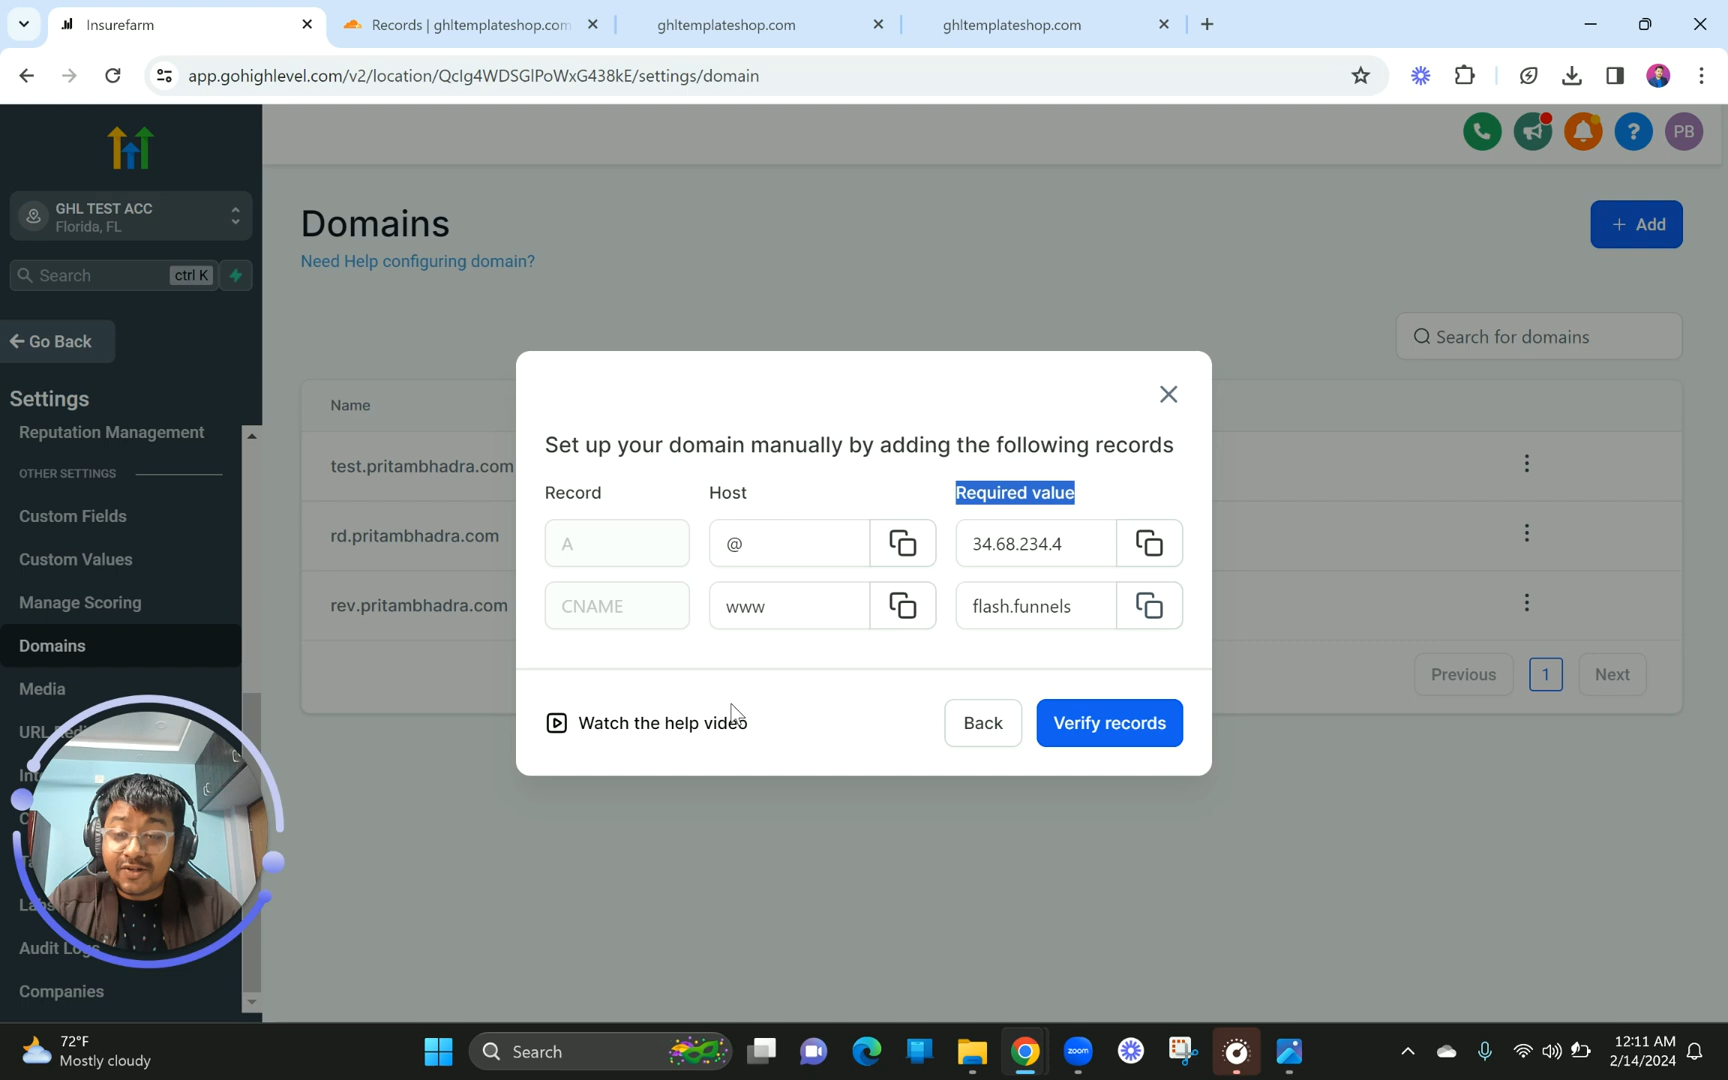 Insurefarm
Records | ghltemplateshop.com
ghltemplateshop.com
ghltemplateshop.com
app.gohighlevel.com/v2/location/Qclg4WDSGlPoWxG438kE/settings/domain
GHL TEST ACC
Florida, FL
Search
ctrl K
Go Back
Settings
Reputation Management
OTHER SETTINGS
Custom Fields
Custom Values
Manage Scoring
Domains
Media
URL
Labs
Audit Logs
Companies
PB
Domains
Need Help configuring domain?
+ Add
Search for domains
Name
test.pritambhadra.com
rd.pritambhadra.com
rev.pritambhadra.com
Previous
1
Next
Set up your domain manually by adding the following records
Record
Host
Required value
A
@
34.68.234.4
CNAME
www
flash.funnels
Watch the help video
Back
Verify records
72°F
Mostly cloudy
Search
zoom
12:11 AM
2/14/2024